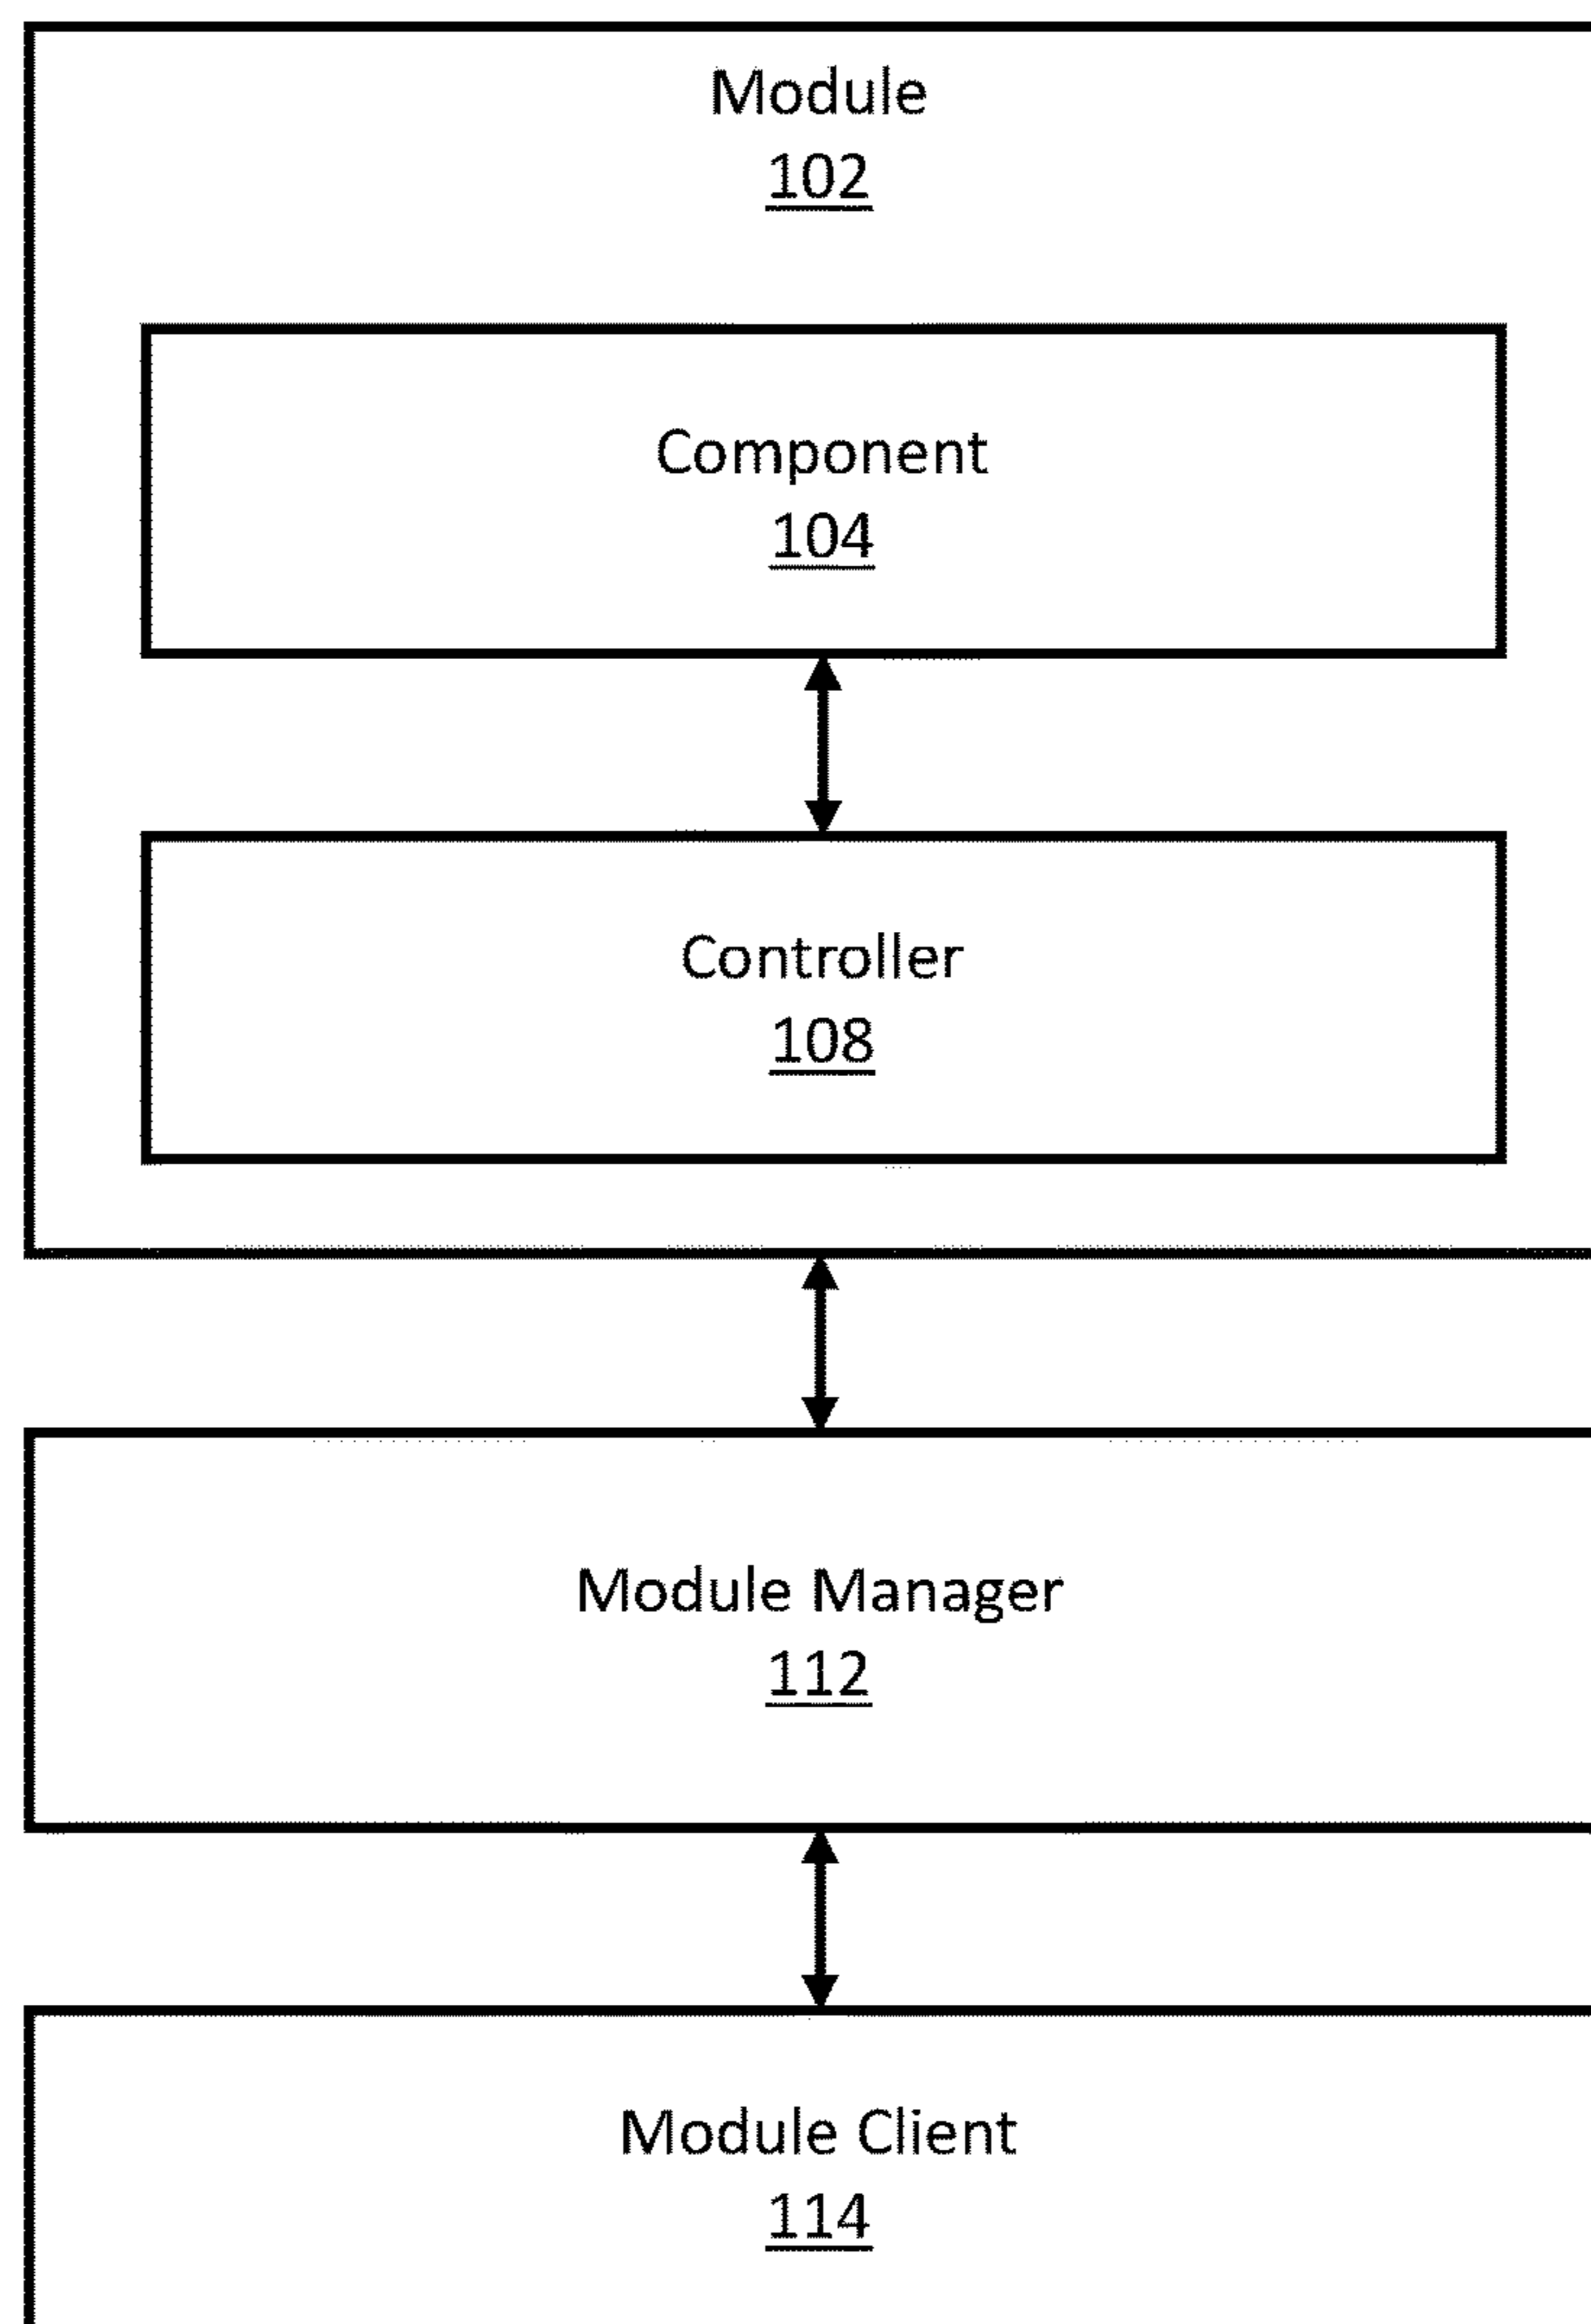 Module
102
Component
104
Controller
108
Module Manager
112
Module Client
114